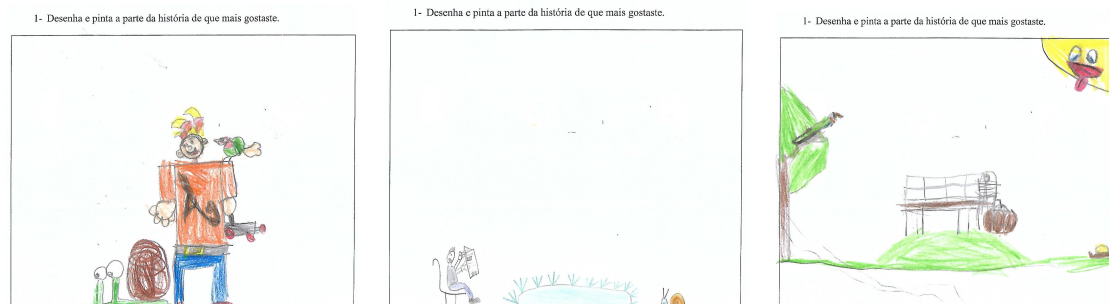 1- Desenha e pinta a parte da história de que mais gostaste.
1- Desenha e pinta a parte da história de que mais gostaste.
1- Desenha e pinta a parte da história de que mais gostaste.